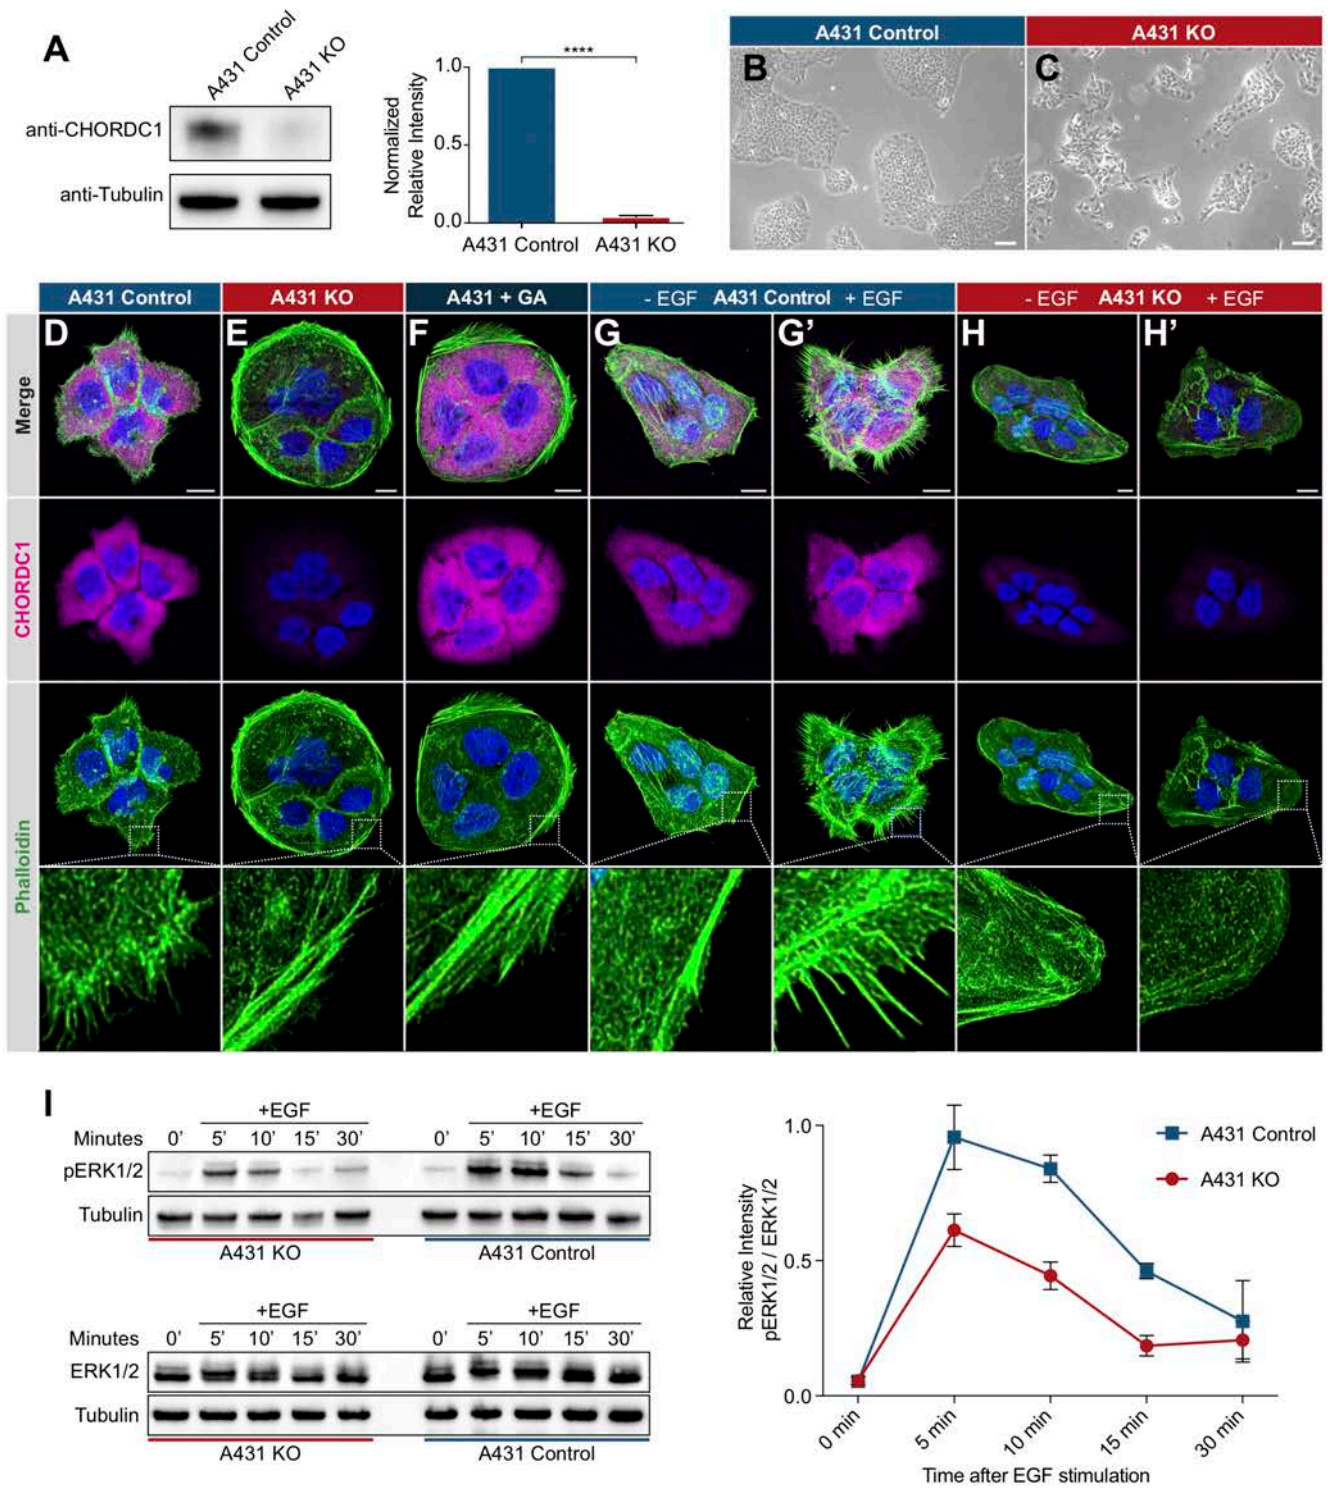 A
A431 Control
A431 KO
anti-CHORDC1
anti-Tubulin
Normalized
Relative Intensity
1.0
0.5
0.0
****
A431 Control
A431 KO
A431 Control
A431 KO
B
C
A431 Control
A431 KO
A431 + GA
- EGF A431 Control + EGF
- EGF A431 KO + EGF
D
E
F
G
G’
H
H’
Merge
CHORDC1
Phalloidin
I
+EGF
+EGF
Minutes
0’ 5’ 10’ 15’ 30’
0’ 5’ 10’ 15’ 30’
pERK1/2
Tubulin
A431 KO
A431 Control
+EGF
+EGF
Minutes
0’ 5’ 10’ 15’ 30’
0’ 5’ 10’ 15’ 30’
ERK1/2
Tubulin
A431 KO
A431 Control
Relative Intensity
pERK1/2 / ERK1/2
1.0
0.5
0.0
A431 Control
A431 KO
0 min
5 min
10 min
15 min
30 min
Time after EGF stimulation